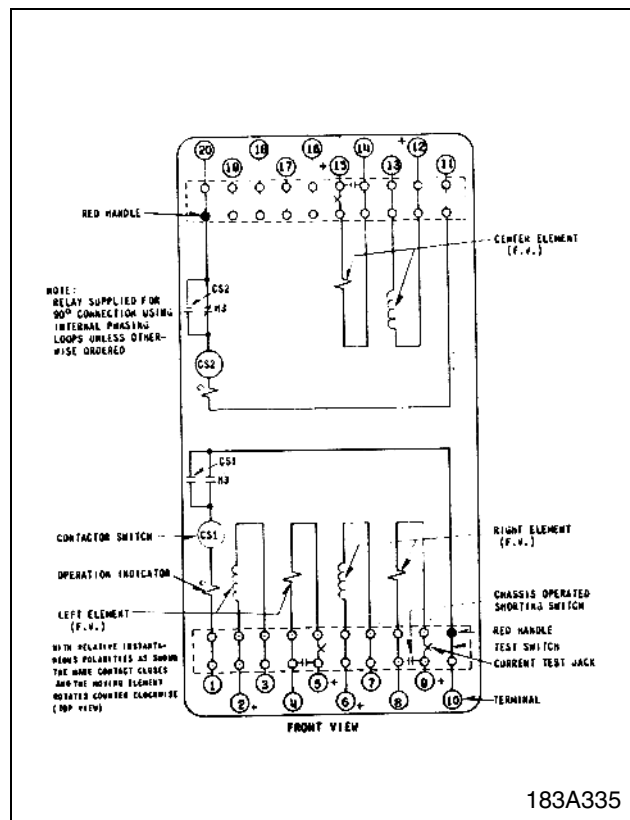 20
19
18
17
16
+
15
14
13
+
12
11
RED HANDLE
CENTER ELEMENT
(F.V.)
NOTE:
RELAY SUPPLIED FOR
90° CONNECTION USING
INTERNAL PHASING
LOOPS UNLESS OTHER-
WISE ORDERED
CS2
M3
CS2
CS1
M3
CONTACTOR SWITCH
CS1
OPERATION INDICATOR
RIGHT ELEMENT
(F.V.)
LEFT ELEMENT
(F.V.)
CHASSIS OPERATED
SHORTING SWITCH
RED HANDLE
TEST SWITCH
CURRENT TEST JACK
WITH RELATIVE INSTANTA-
NEOUS POLARITIES AS SHOWN
THE MAKE CONTACT CLOSES
AND THE MOVING ELEMENT
ROTATES COUNTER CLOCKWISE
(TOP VIEW)
1
2 +
3
4
5 +
6 +
7
8
9 +
10
TERMINAL
FRONT VIEW
183A335